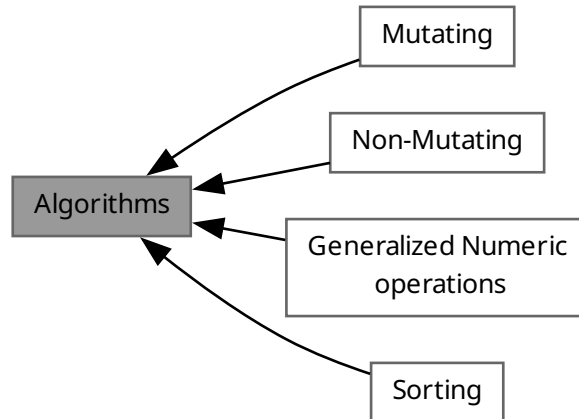 Mutating
Non-Mutating
Algorithms
Generalized Numeric
operations
Sorting